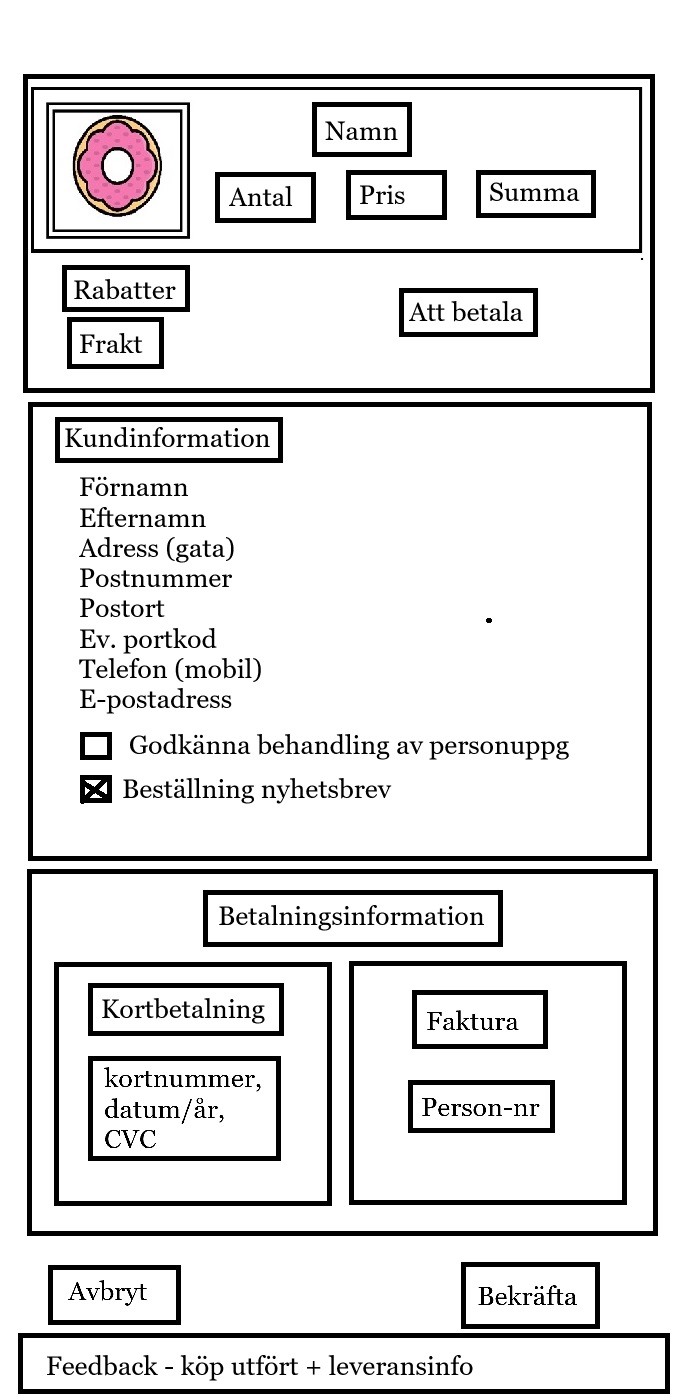 Namn
Antal
Pris
Summa
Rabatter
Att betala
Frakt
Kundinformation
Förnamn
Efternamn
Adress (gata)
Postnummer
Postort
Ev. portkod
Telefon (mobil)
E-postadress
Godkänna behandling av personuppg
Beställning nyhetsbrev
Betalningsinformation
Kortbetalning
kortnummer,
datum/år,
CVC
Faktura
Person-nr
Avbryt
Bekräfta
Feedback - köp utfört + leveransinfo